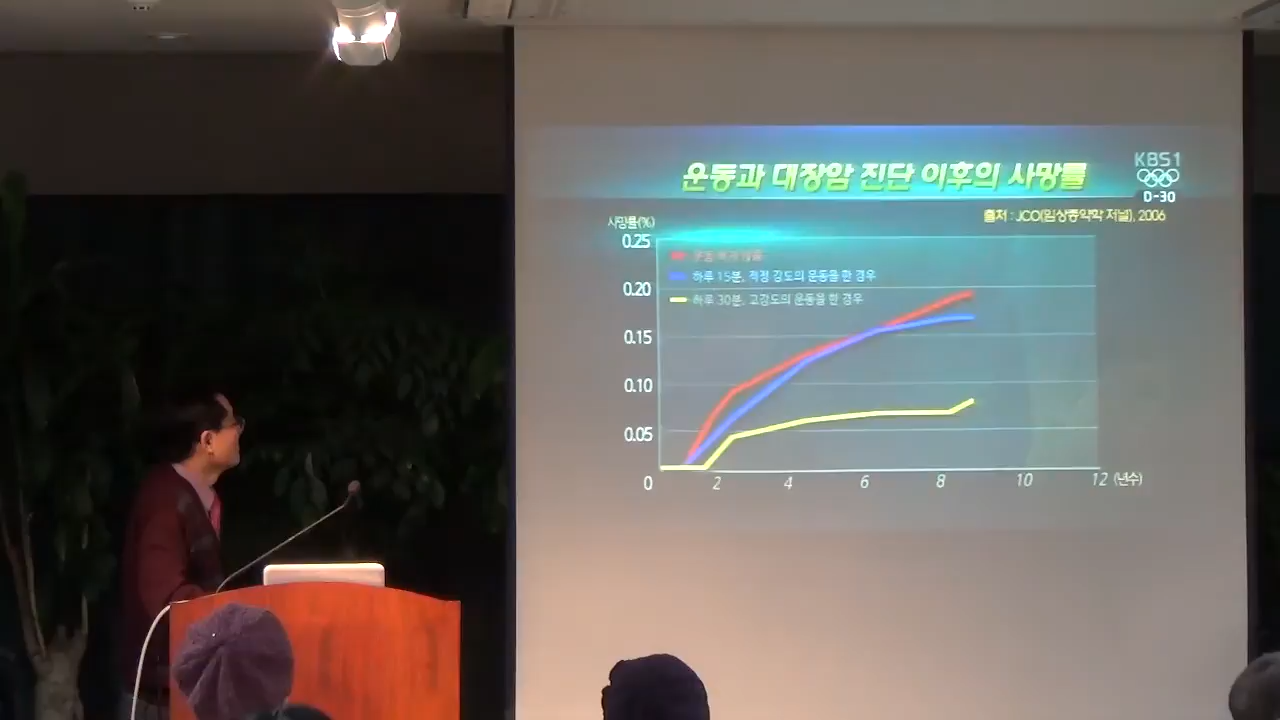 운동과 대장암 진단 이후의 사망률
KBS1
D-30
출처 : JCO(임상종약학 저널), 2006
사망률(%)
0.25
0.20
0.15
0.10
0.05
하루 15분, 적정 강도의 운동을 한 경우
하루 30분, 고강도의 운동을 한 경우
0 2 4 6 8 10 12 (년수)